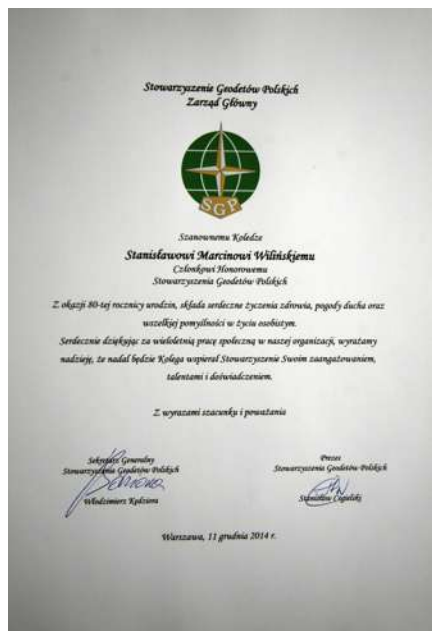 Stowarzyszenie Geodetów Polskich
Zarząd Główny
SGP
Szanownemu Koledze
Stanisławowi Marcinowi Wilińskiemu
Członkowi Honorowemu
Stowarzyszenia Geodetów Polskich
Z okazji 80-tej rocznicy urodzin, składa serdeczne życzenia zdrowia, pogody ducha oraz
wszelkiej pomyślności w życiu osobistym.
Serdecznie dziękując za wieloletnią pracę społeczną w naszej organizacji, wyrażamy
nadzieję, że nadal będzie Kolega wspierał Stowarzyszenie Swoim zaangażowaniem,
talentami i doświadczeniem.
Z wyrazami szacunku i poważania
Sekretarz Generalny
Stowarzyszenia Geodetów Polskich
Włodzimierz Kędziora
Prezes
Stowarzyszenia Geodetów Polskich
Stanisław Cegielski
Warszawa, 11 grudnia 2014 r.